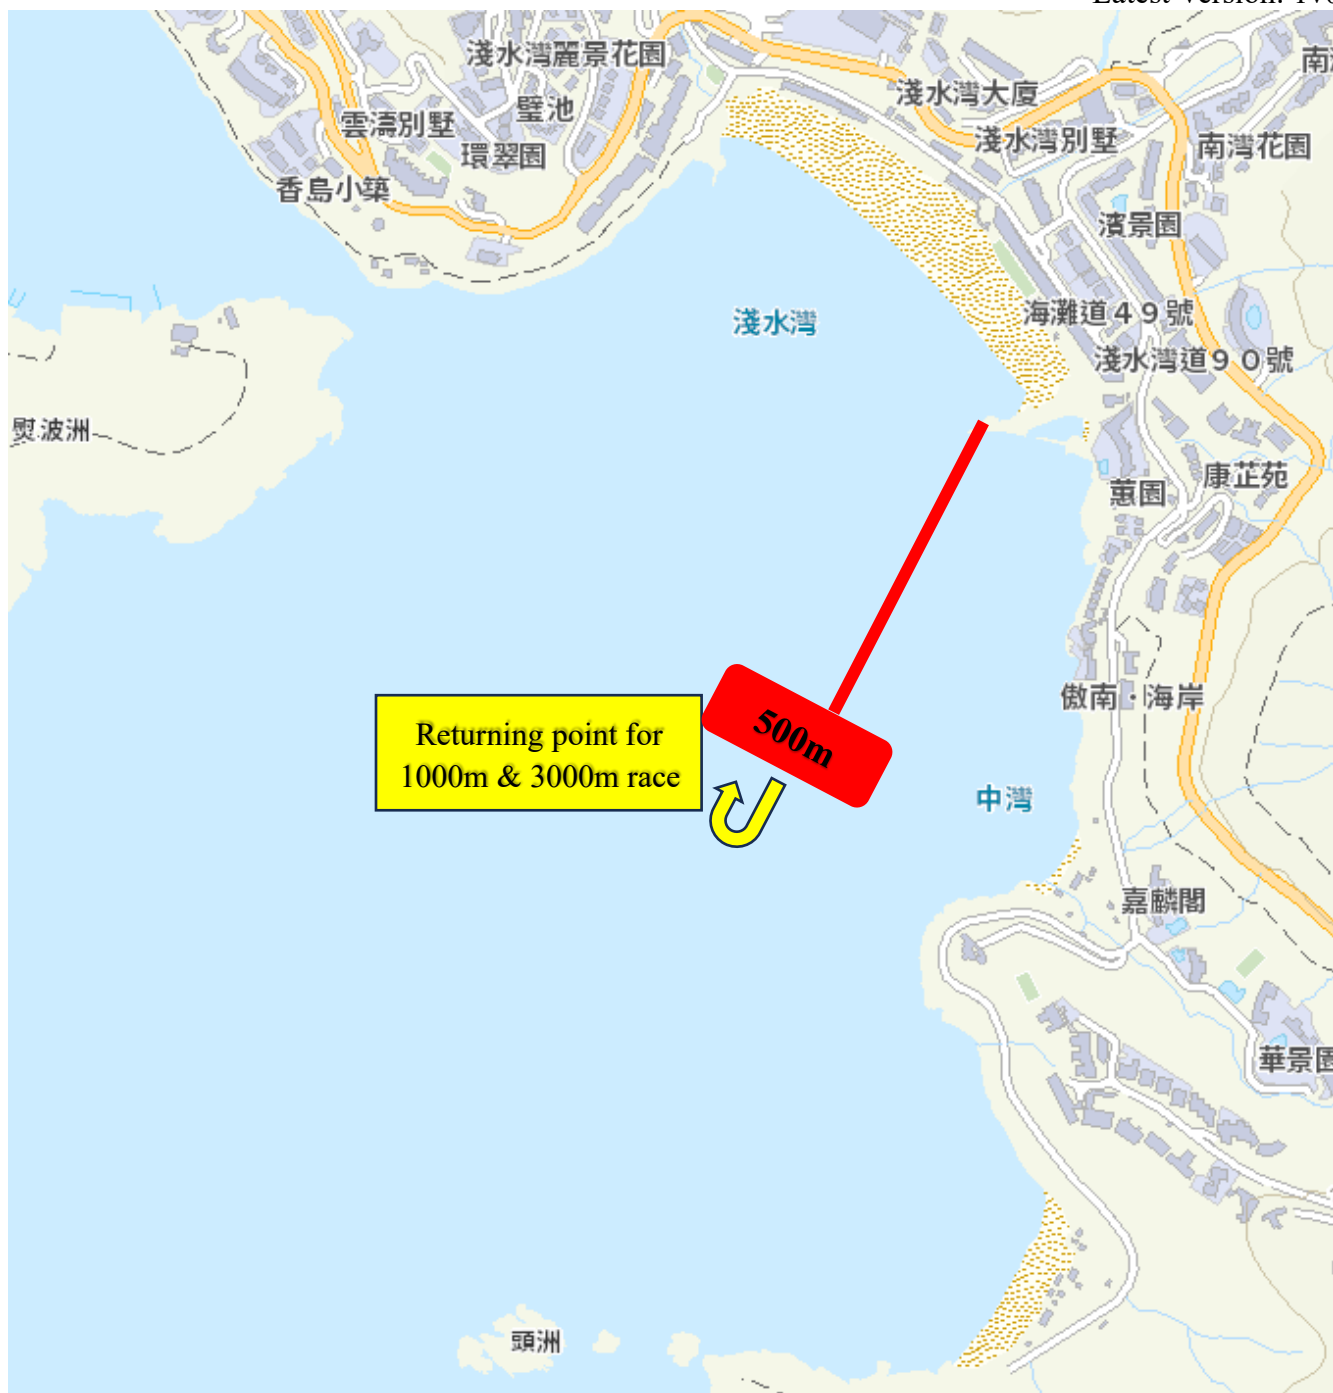 淺水灣麗景花園
南
淺水灣大廈
璧池
雲濤別墅
淺水灣別墅
環翠園
南灣花園
香島小築
濱景園
海灘道49號
淺水灣
淺水灣道90號
熨波洲
康芷苑
蕙園
傲南·海岸
500m
Returning point for
1000m & 3000m race
中灣
嘉麟閣
華景園
頭洲